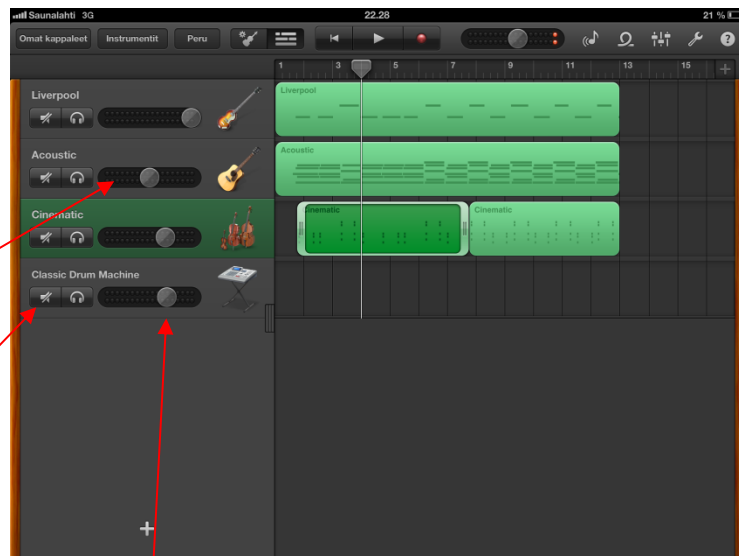 Saunalahti 3G 22.28 21 %
Omat kappaleet Instrumentit Peru ?
1 3 5 7 9 11 13 15 +
Liverpool Liverpool
Acoustic Acoustic
Cinematic Cinematic Cinematic
Classic Drum Machine
+